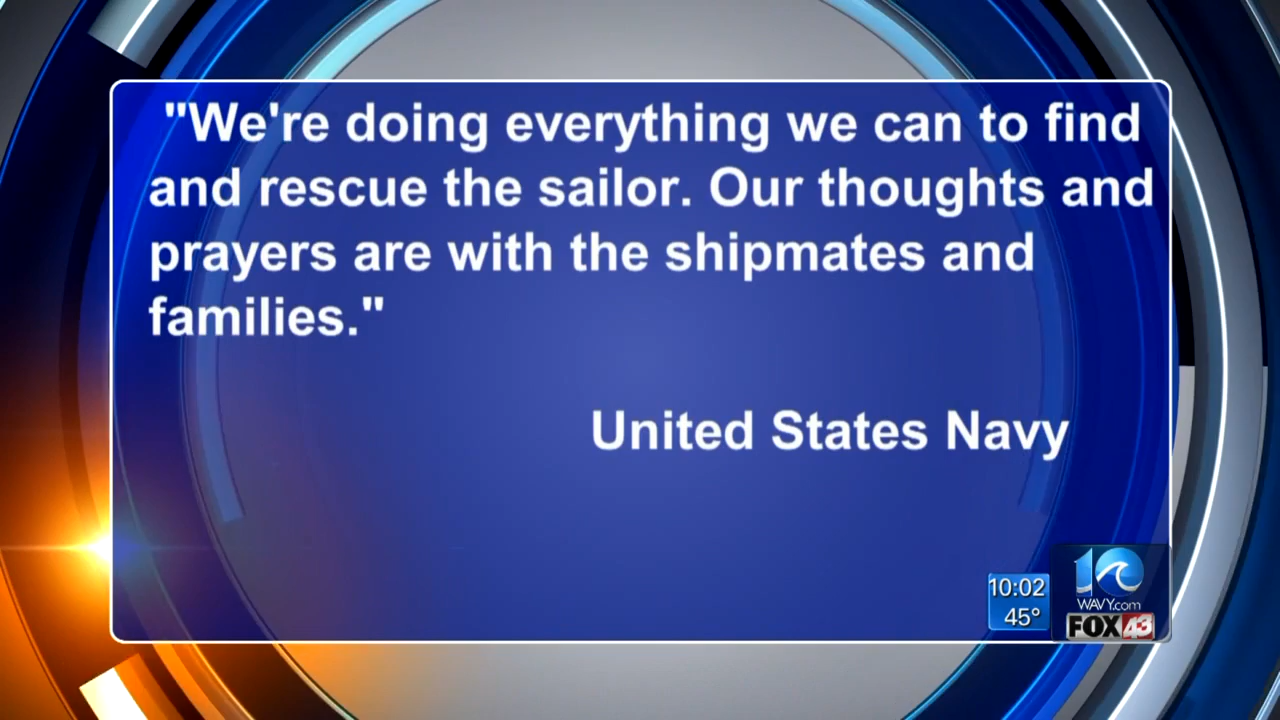 "We're doing everything we can to find
and rescue the sailor. Our thoughts and
prayers are with the shipmates and
families."
United States Navy
10:02
45°
10
WAVY.com
FOX 43